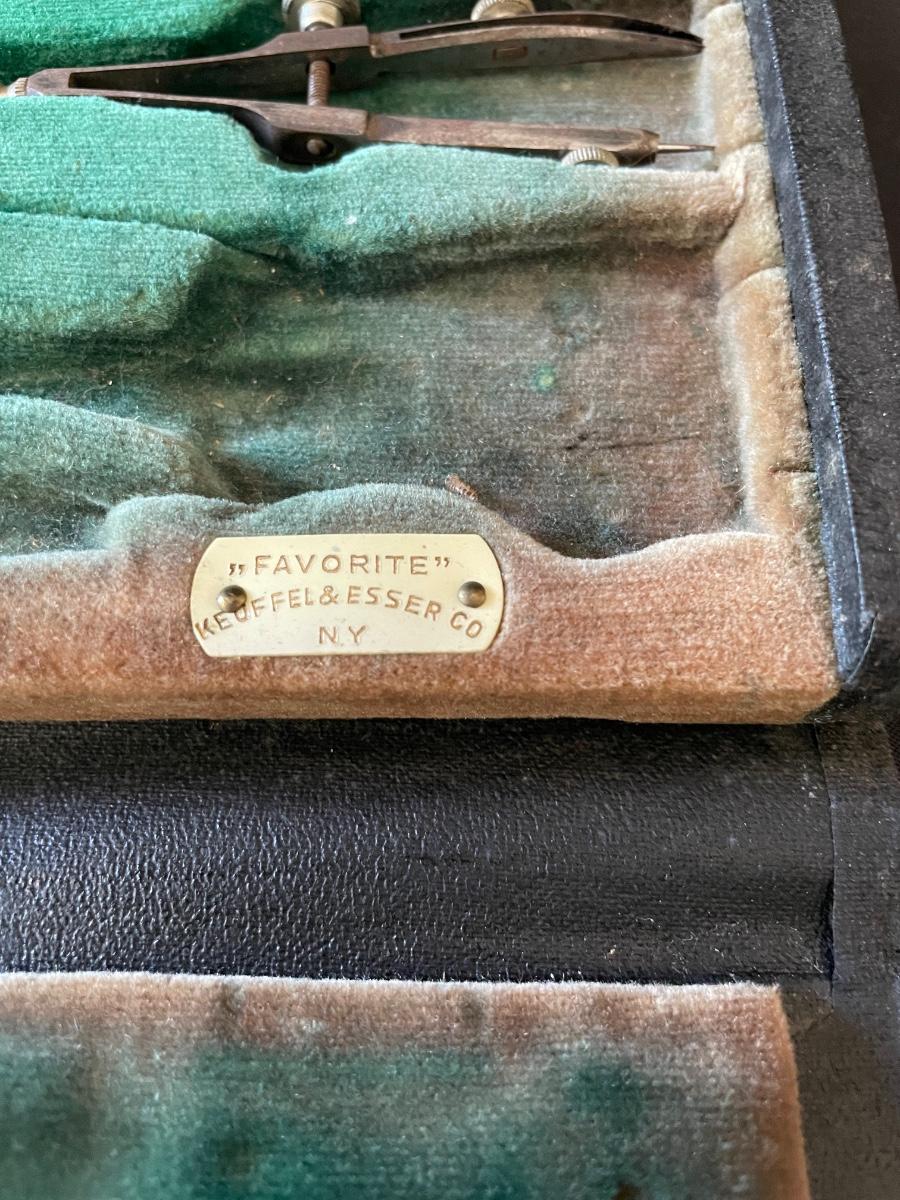 „FAVORITE”
KEUFFEL & ESSER CO
N.Y